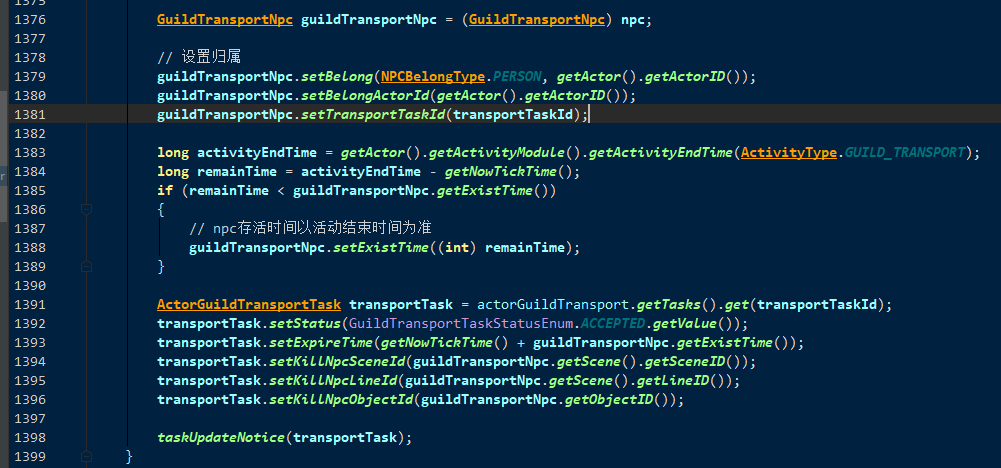 1375
1376 GuildTransportNpc guildTransportNpc = (GuildTransportNpc) npc;
1377
1378 // 设置归属
1379 guildTransportNpc.setBelong(NPCBelongType.PERSON, getActor().getActorID());
1380 guildTransportNpc.setBelongActorId(getActor().getActorID());
1381 guildTransportNpc.setTransportTaskId(transportTaskId);
1382
1383 long activityEndTime = getActor().getActivityModule().getActivityEndTime(ActivityType.GUILD_TRANSPORT);
1384 long remainTime = activityEndTime - getNowTickTime();
1385 if (remainTime < guildTransportNpc.getExistTime())
1386 {
1387 // npc存活时间以活动结束时间为准
1388 guildTransportNpc.setExistTime((int) remainTime);
1389 }
1390
1391 ActorGuildTransportTask transportTask = actorGuildTransport.getTasks().get(transportTaskId);
1392 transportTask.setStatus(GuildTransportTaskStatusEnum.ACCEPTED.getValue());
1393 transportTask.setExpireTime(getNowTickTime() + guildTransportNpc.getExistTime());
1394 transportTask.setKillNpcSceneId(guildTransportNpc.getScene().getSceneID());
1395 transportTask.setKillNpcLineId(guildTransportNpc.getScene().getLineID());
1396 transportTask.setKillNpcObjectId(guildTransportNpc.getObjectID());
1397
1398 taskUpdateNotice(transportTask);
1399 }